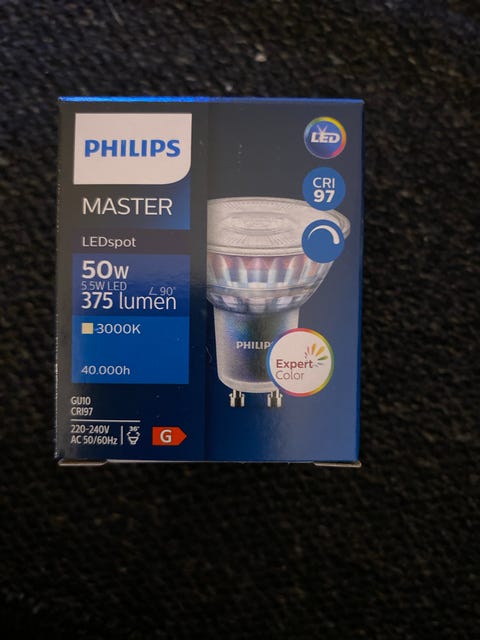 PHILIPS
MASTER
LEDspot
50W
5.5W LED
375 lumen 90°
3000K
40.000h
GU10
CRI97
220-240V
AC 50/60Hz
36°
G
LED
CRI
97
PHILIPS
Expert
Color